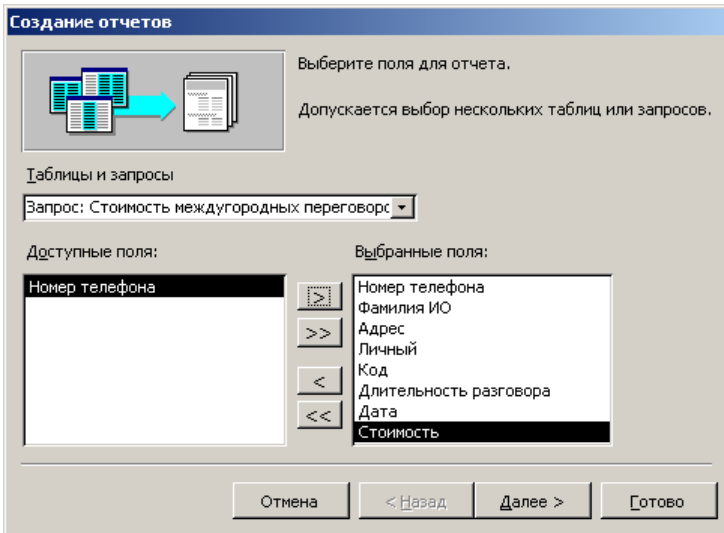 Создание отчетов
Выберите поля для отчета.
Допускается выбор нескольких таблиц или запросов.
Таблицы и запросы
Запрос: Стоимость междугородных переговорс
Доступные поля:
Выбранные поля:
Номер телефона
>
>>
<
<<
Номер телефона
Фамилия ИО
Адрес
Личный
Код
Длительность разговора
Дата
Стоимость
Отмена
< Назад
Далее >
Готово